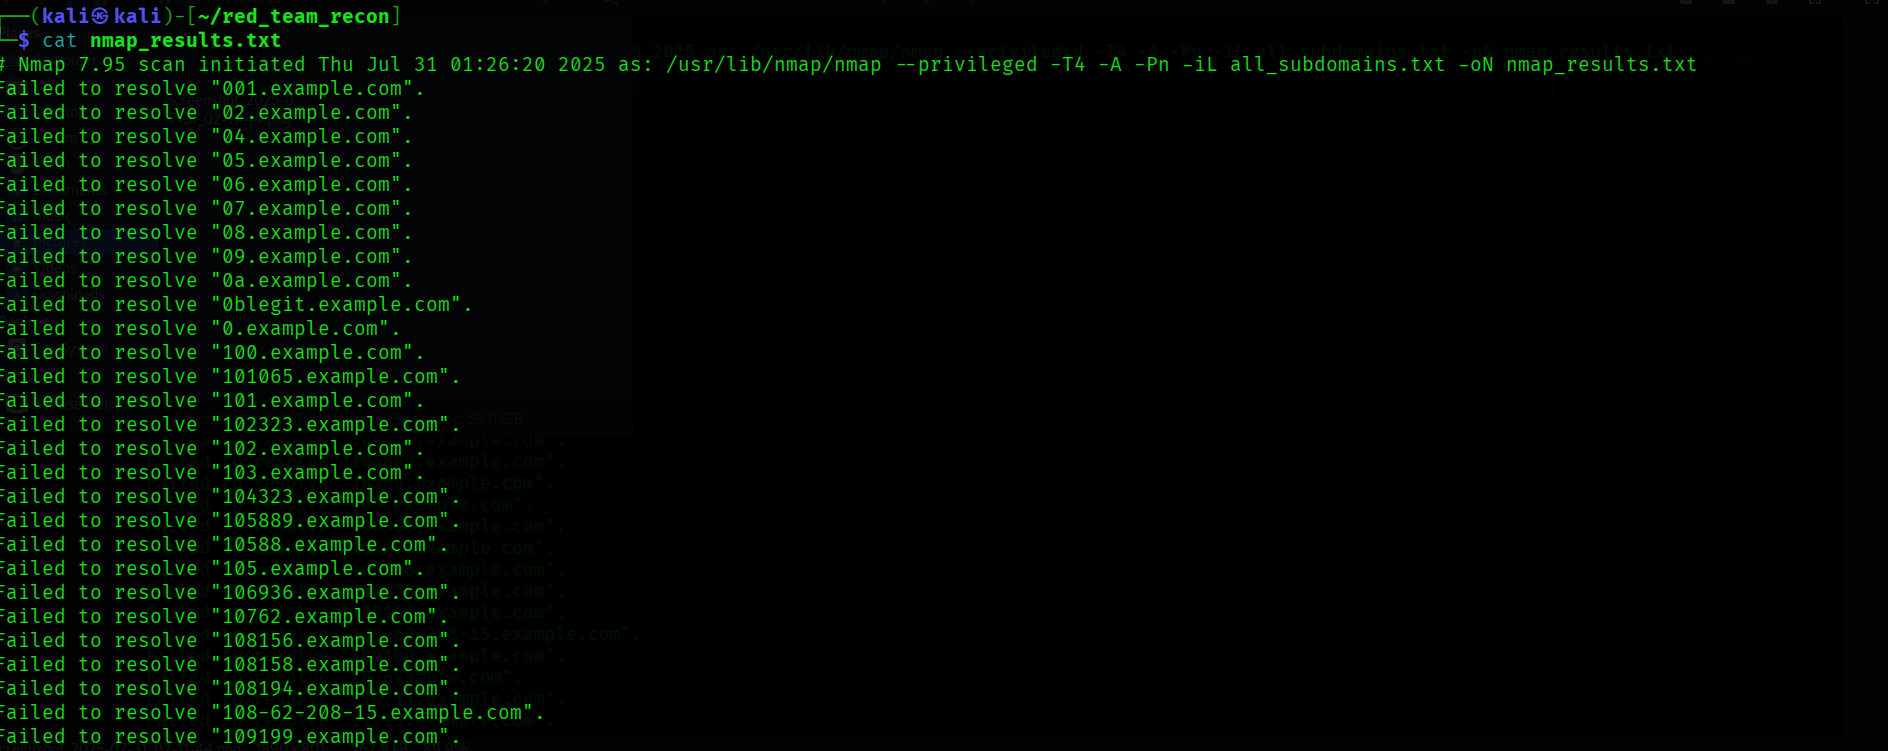 ┌──(kali㉿kali)-[~/red_team_recon]
└─$ cat nmap_results.txt
# Nmap 7.95 scan initiated Thu Jul 31 01:26:20 2025 as: /usr/lib/nmap/nmap --privileged -T4 -A -Pn -iL all_subdomains.txt -oN nmap_results.txt
Failed to resolve "001.example.com".
Failed to resolve "02.example.com".
Failed to resolve "04.example.com".
Failed to resolve "05.example.com".
Failed to resolve "06.example.com".
Failed to resolve "07.example.com".
Failed to resolve "08.example.com".
Failed to resolve "09.example.com".
Failed to resolve "0a.example.com".
Failed to resolve "0blegit.example.com".
Failed to resolve "0.example.com".
Failed to resolve "100.example.com".
Failed to resolve "101065.example.com".
Failed to resolve "101.example.com".
Failed to resolve "102323.example.com".
Failed to resolve "102.example.com".
Failed to resolve "103.example.com".
Failed to resolve "104323.example.com".
Failed to resolve "105889.example.com".
Failed to resolve "10588.example.com".
Failed to resolve "105.example.com".
Failed to resolve "106936.example.com".
Failed to resolve "10762.example.com".
Failed to resolve "108156.example.com".
Failed to resolve "108158.example.com".
Failed to resolve "108194.example.com".
Failed to resolve "108-62-208-15.example.com".
Failed to resolve "109199.example.com".